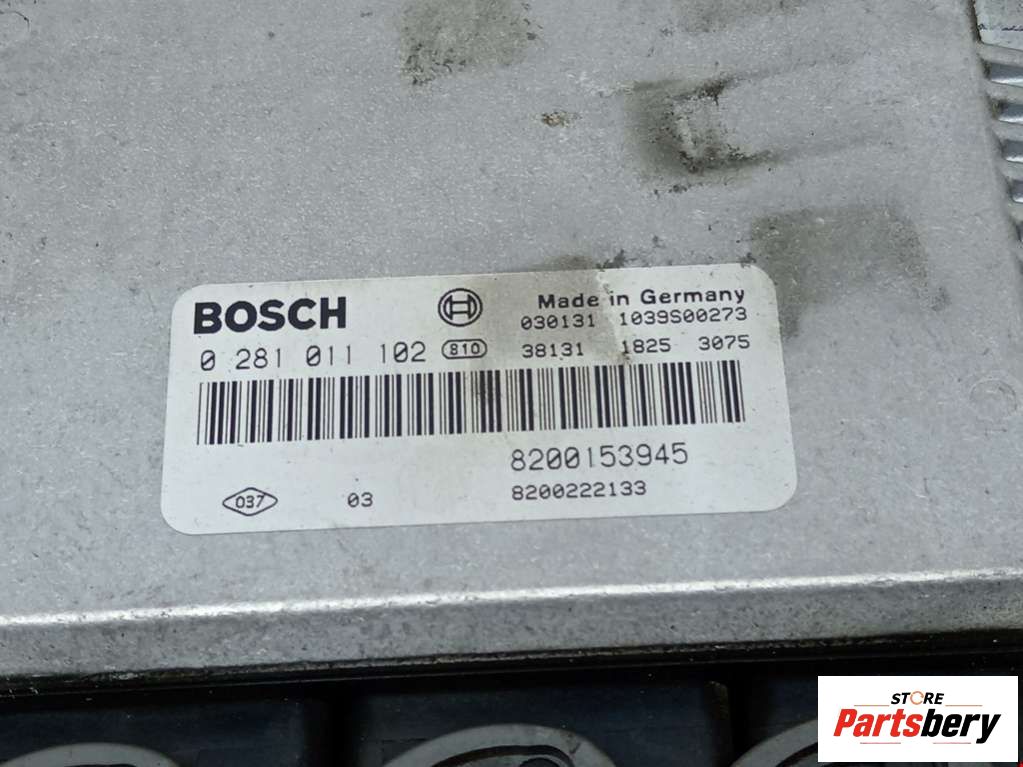 BOSCH
Made in Germany
030131 1039S00273
0 281 011 102 810 38131 1825 3075
8200153945
037 03 8200222133
STORE
Partsbery